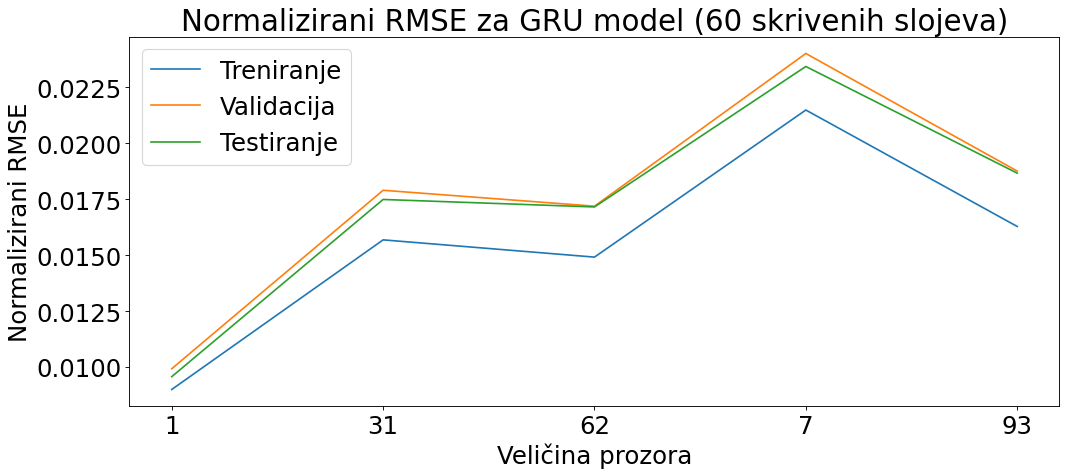 Normalizirani RMSE za GRU model (60 skrivenih slojeva)
Treniranje
Validacija
Testiranje
Normalizirani RMSE
0.0225
0.0200
0.0175
0.0150
0.0125
0.0100
1 31 62 7 93
Veličina prozora